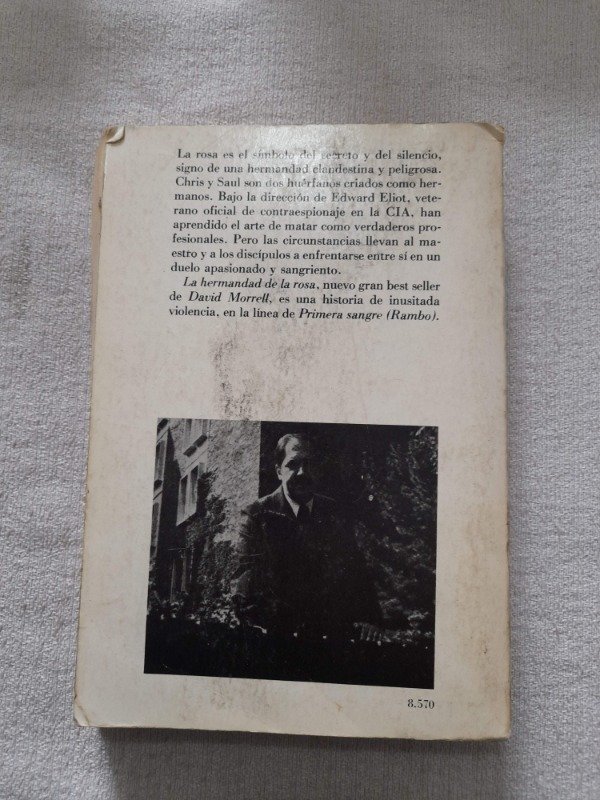 La rosa es el símbolo del secreto y del silencio,
signo de una hermandad clandestina y peligrosa.
Chris y Saul son dos huérfanos criados como her-
manos. Bajo la dirección de Edward Eliot, vete-
rano oficial de contraespionaje en la CIA, han
aprendido el arte de matar como verdaderos pro-
fesionales. Pero las circunstancias llevan al ma-
estro y a los discípulos a enfrentarse entre sí en un
duelo apasionado y sangriento.
La hermandad de la rosa, nuevo gran best seller
de David Morrell, es una historia de inusitada
violencia, en la línea de Primera sangre (Rambo).
8.570